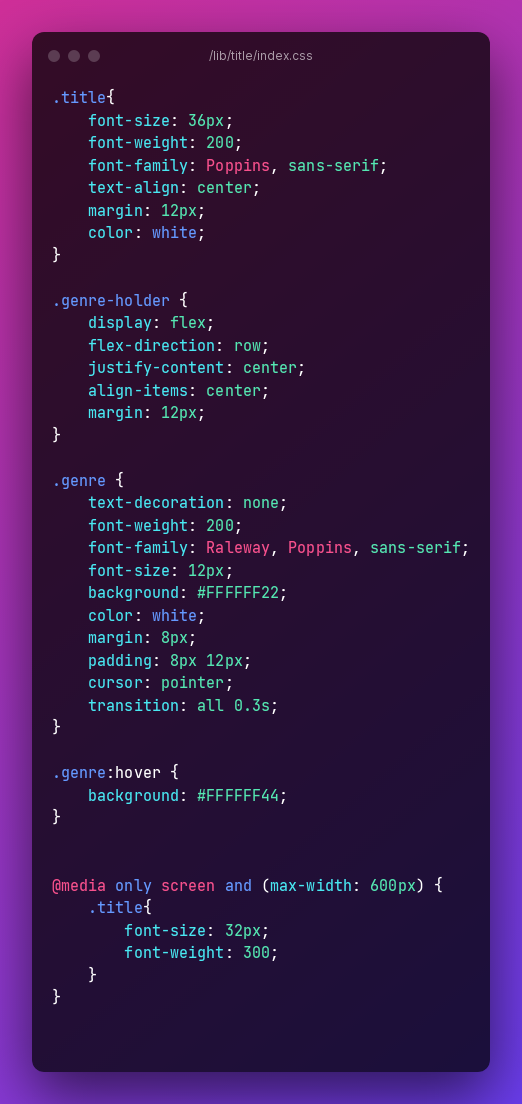 /lib/title/index.css
.title{
    font-size: 36px;
    font-weight: 200;
    font-family: Poppins, sans-serif;
    text-align: center;
    margin: 12px;
    color: white;
}

.genre-holder {
    display: flex;
    flex-direction: row;
    justify-content: center;
    align-items: center;
    margin: 12px;
}

.genre {
    text-decoration: none;
    font-weight: 200;
    font-family: Raleway, Poppins, sans-serif;
    font-size: 12px;
    background: #FFFFFF22;
    color: white;
    margin: 8px;
    padding: 8px 12px;
    cursor: pointer;
    transition: all 0.3s;
}

.genre:hover {
    background: #FFFFFF44;
}


@media only screen and (max-width: 600px) {
    .title{
        font-size: 32px;
        font-weight: 300;
    }
}